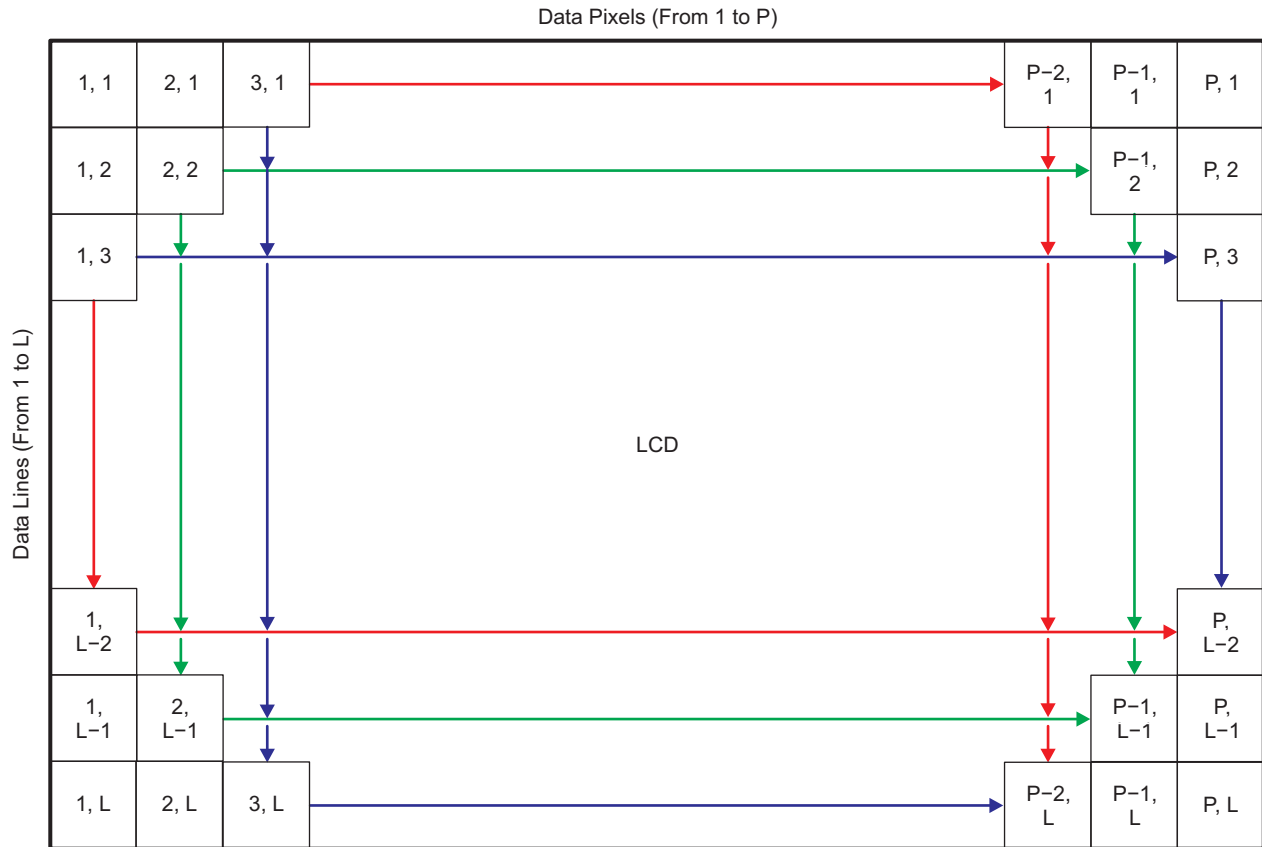 Data Pixels (From 1 to P)
1, 1
2, 1
3, 1
P−2,
1
P−1,
1
P, 1
1, 2
2, 2
P−1,
2
P, 2
1, 3
P, 3
Data Lines (From 1 to L)
LCD
1,
L−2
P,
L−2
1,
L−1
2,
L−1
P−1,
L−1
P,
L−1
1, L
2, L
3, L
P−2,
L
P−1,
L
P, L